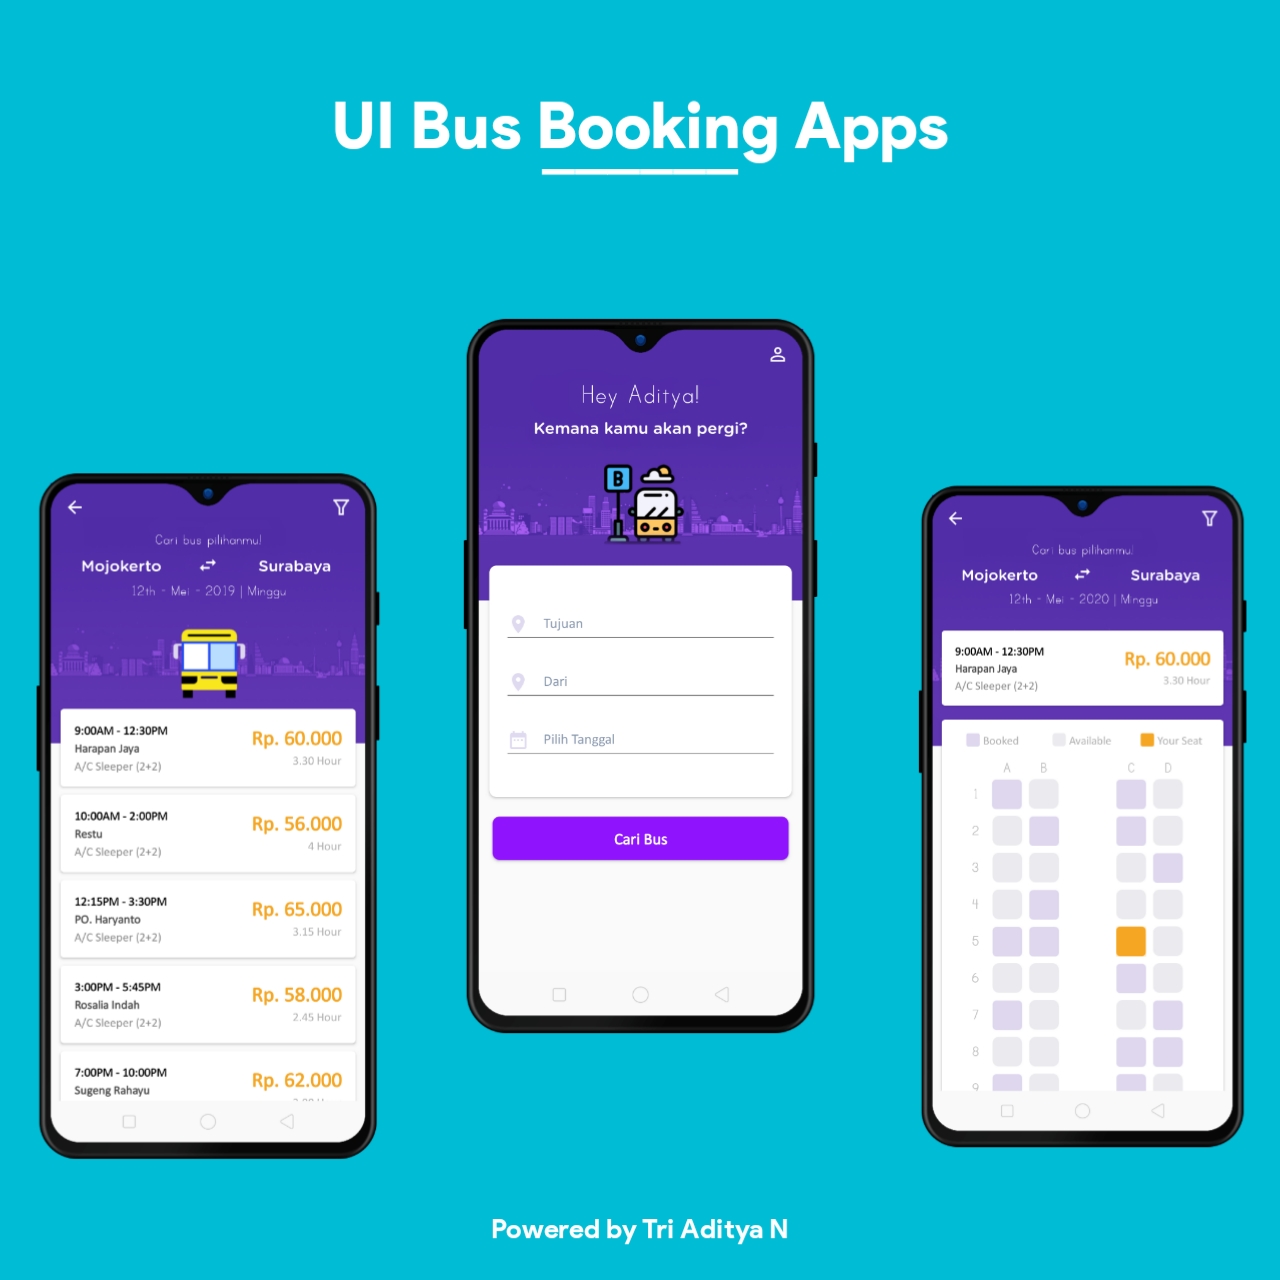 UI Bus Booking Apps
Cari bus pilihanmu!
Mojokerto Surabaya
12th - Mei - 2019 | Minggu
9:00AM - 12:30PM
Harapan Jaya
A/C Sleeper (2+2)
Rp. 60.000
3.30 Hour
10:00AM - 2:00PM
Restu
A/C Sleeper (2+2)
Rp. 56.000
4 Hour
12:15PM - 3:30PM
PO. Haryanto
A/C Sleeper (2+2)
Rp. 65.000
3.15 Hour
3:00PM - 5:45PM
Rosalia Indah
A/C Sleeper (2+2)
Rp. 58.000
2.45 Hour
7:00PM - 10:00PM
Sugeng Rahayu
Rp. 62.000
Hey Aditya!
Kemana kamu akan pergi?
B
Tujuan
Dari
Pilih Tanggal
Cari Bus
Cari bus pilihanmu!
Mojokerto Surabaya
12th - Mei - 2020 | Minggu
9:00AM - 12:30PM
Harapan Jaya
A/C Sleeper (2+2)
Rp. 60.000
3.30 Hour
Booked Available Your Seat
A B C D
1
2
3
4
5
6
7
8
9
Powered by Tri Aditya N